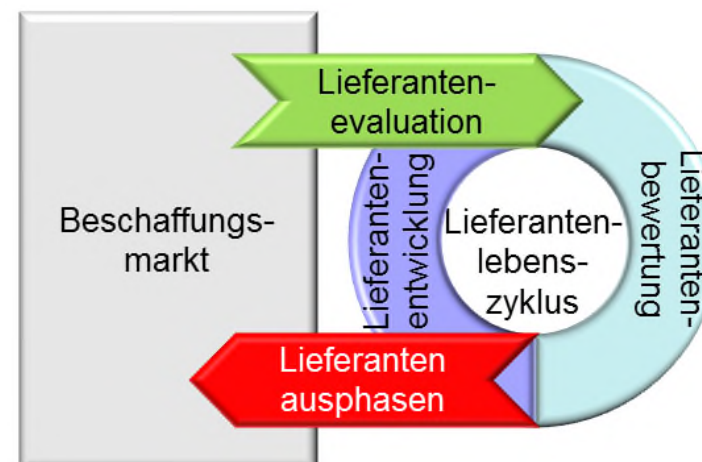 Lieferanten-
evaluation
Beschaffungs-
markt
Lieferanten-
entwicklung
Lieferanten-
lebens-
zyklus
Lieferanten-
bewertung
Lieferanten
ausphasen